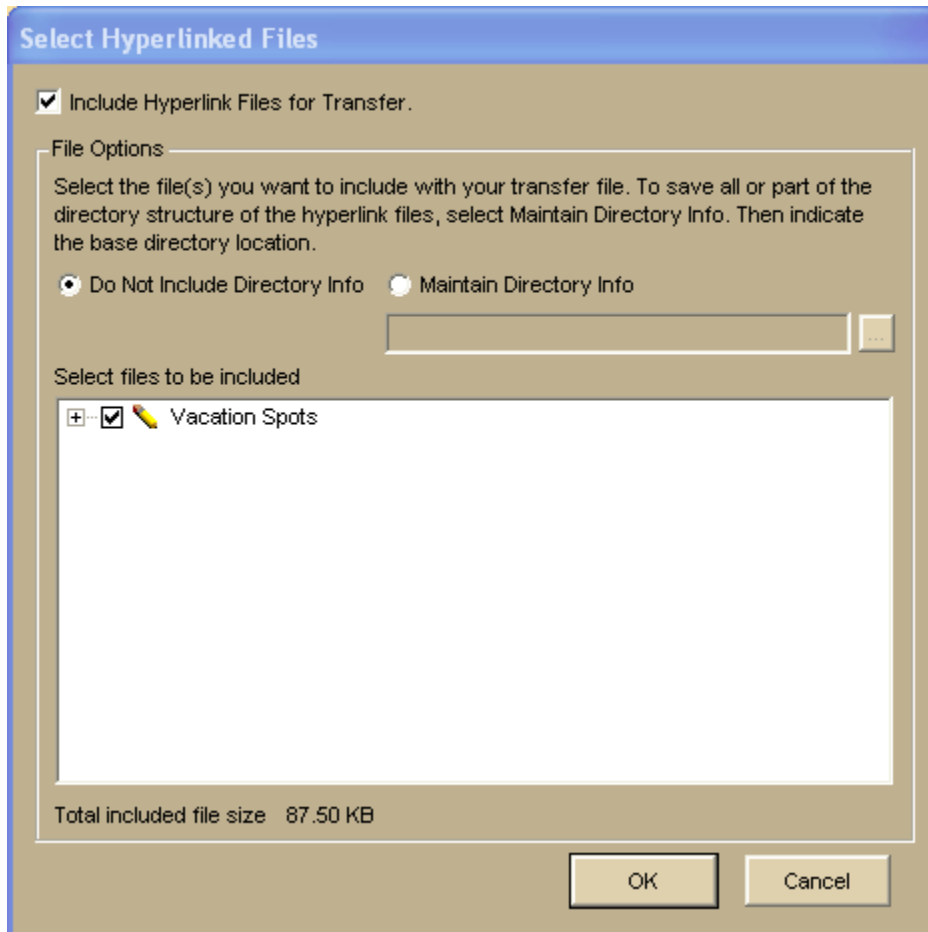 Select Hyperlinked Files
Include Hyperlink Files for Transfer.
File Options
Select the file(s) you want to include with your transfer file. To save all or part of the
directory structure of the hyperlink files, select Maintain Directory Info. Then indicate
the base directory location.
Do Not Include Directory Info Maintain Directory Info
...
Select files to be included
Vacation Spots
Total included file size 87.50 KB
OK Cancel